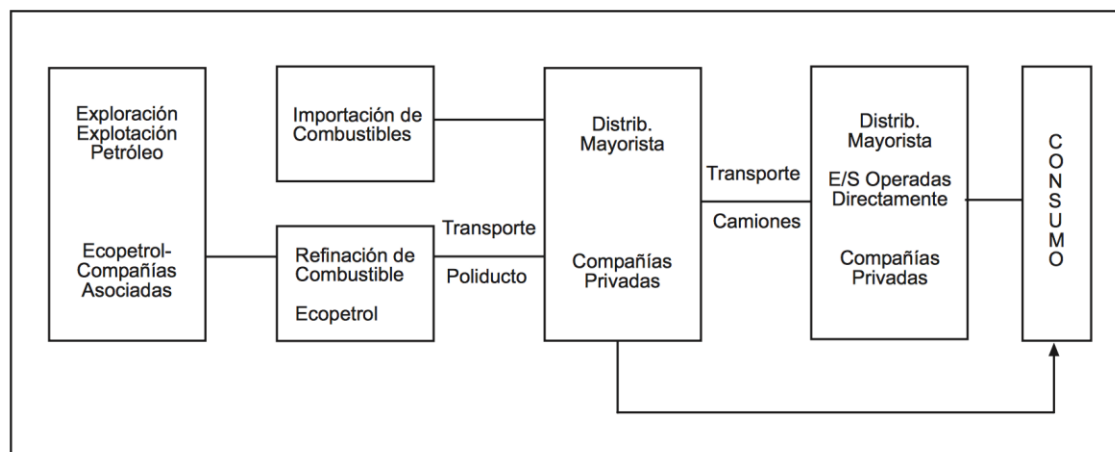 Exploración
Explotación
Petróleo
Ecopetrol-
Compañías
Asociadas
Importación de
Combustibles
Refinación de
Combustible
Ecopetrol
Transporte
Poliducto
Distrib.
Mayorista
Compañías
Privadas
Transporte
Camiones
Distrib.
Mayorista
E/S Operadas
Directamente
Compañías
Privadas
CONSUMO